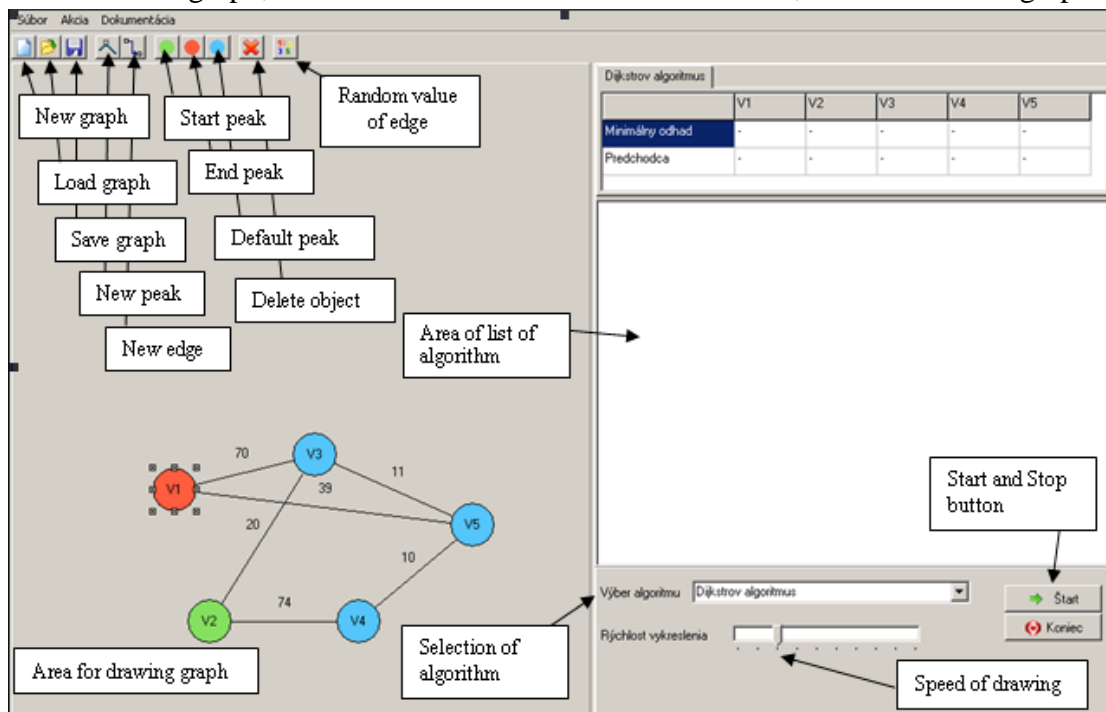 Súbor Akcia Dokumentácia
New graph
Load graph
Save graph
New peak
New edge
Start peak
End peak
Default peak
Delete object
Random value
of edge
Dijkstrov algoritmus
V1 V2 V3 V4 V5
Minimálny odhad - - - - -
Predchodca - - - - -
Area of list of
algorithm
V1
V3
V5
V2
V4
70
11
39
20
10
74
Area for drawing graph
Start and Stop
button
Výber algoritmu Dijkstrov algoritmus
Štart
Rýchlost vykreslenia
Koniec
Selection of
algorithm
Speed of drawing